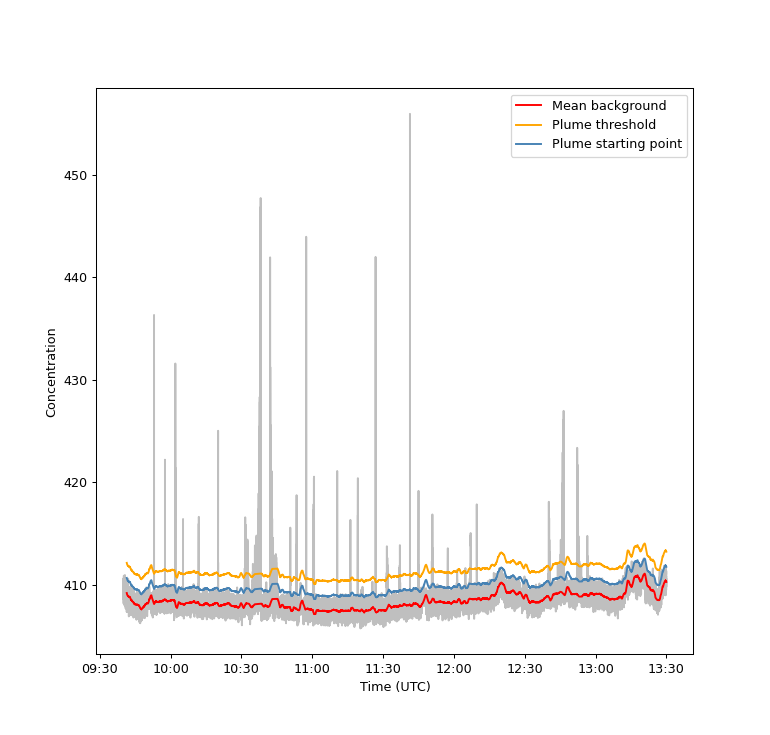 Mean background
Plume threshold
Plume starting point
450
440
430
420
410
Concentration
09:30 10:00 10:30 11:00 11:30 12:00 12:30 13:00 13:30
Time (UTC)